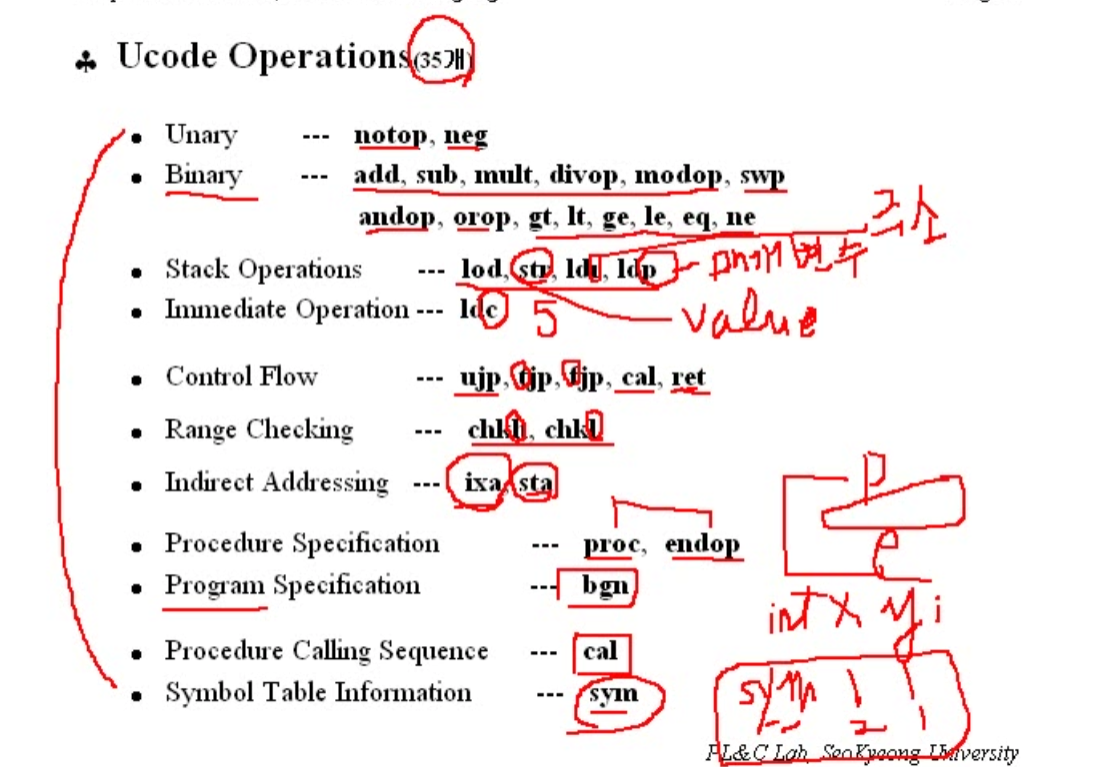 ♣ Ucode Operations(35개)
• Unary --- notop, neg
• Binary --- add, sub, mult, divop, modop, swp
andop, orop, gt, lt, ge, le, eq, ne
주소
• Stack Operations --- lod, str, ldi, ldp
매개 변수
• Immediate Operation --- ldc 5
value
• Control Flow --- ujp, tjp, fjp, cal, ret
• Range Checking --- chkh, chkl
• Indirect Addressing --- ixa, sta
P
• Procedure Specification --- proc, endop
e
• Program Specification --- bgn
int x y;
• Procedure Calling Sequence --- cal
• Symbol Table Information --- sym
sym 1 1
2 1
PL&C Lab, SeoKyeong University